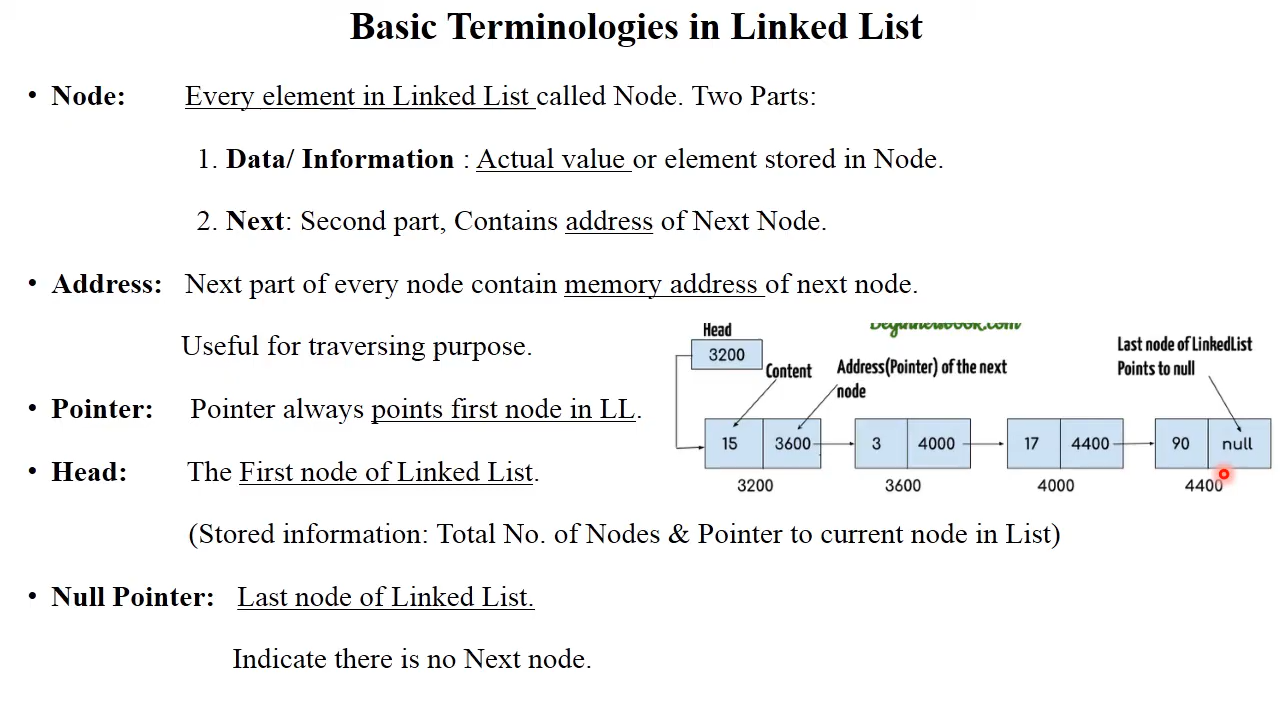 Basic Terminologies in Linked List
• Node: Every element in Linked List called Node. Two Parts:
1. Data/ Information : Actual value or element stored in Node.
2. Next: Second part, Contains address of Next Node.
• Address: Next part of every node contain memory address of next node.
Useful for traversing purpose.
• Pointer: Pointer always points first node in LL.
• Head: The First node of Linked List.
(Stored information: Total No. of Nodes & Pointer to current node in List)
• Null Pointer: Last node of Linked List.
Indicate there is no Next node.
Beginnersbook.com
Head
3200
Content
Address(Pointer) of the next
node
Last node of LinkedList
Points to null
15 3600 3 4000 17 4400 90 null
3200 3600 4000 4400